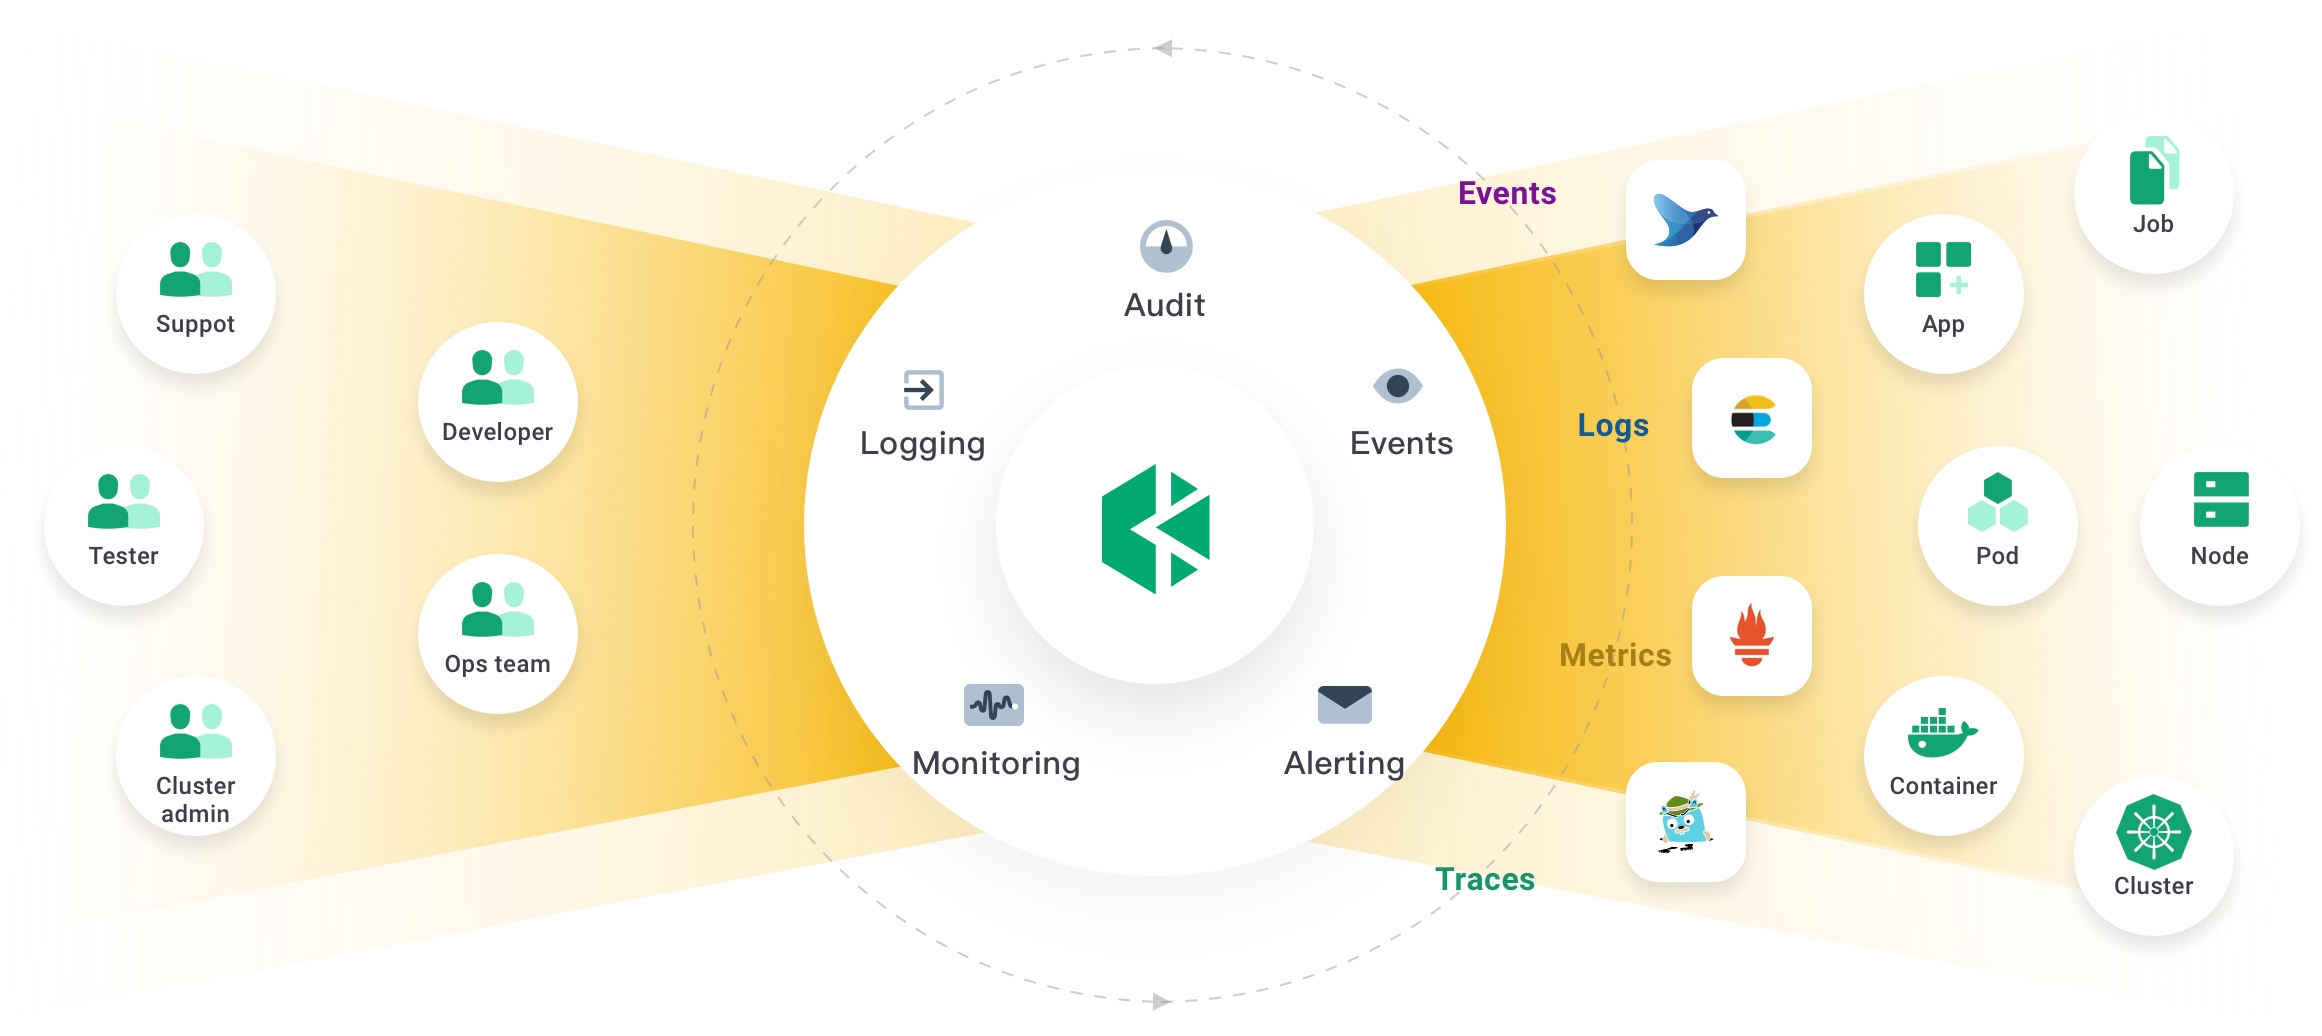 Suppot
Developer
Tester
Ops team
Cluster
admin
Audit
Logging
Events
Monitoring
Alerting
Events
Logs
Metrics
Traces
Job
App
Pod
Node
Container
Cluster